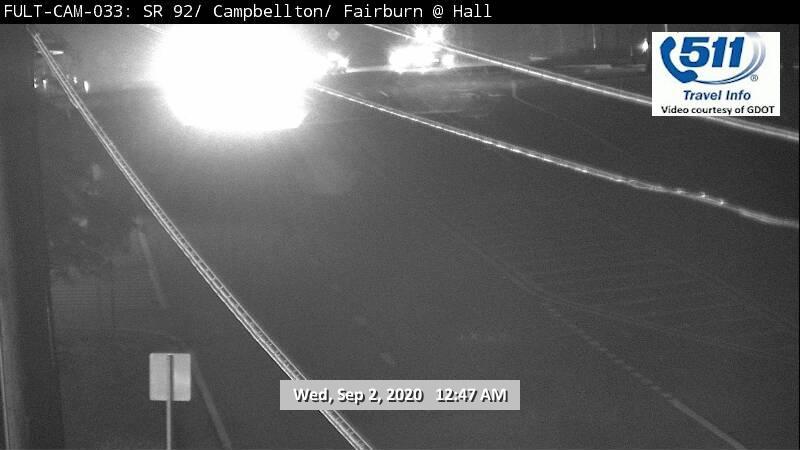 FULT-CAM-033: SR 92/ Campbellton/ Fairburn @ Hall
511
®
Travel Info
Video courtesy of GDOT
Wed, Sep 2, 2020 12:47 AM